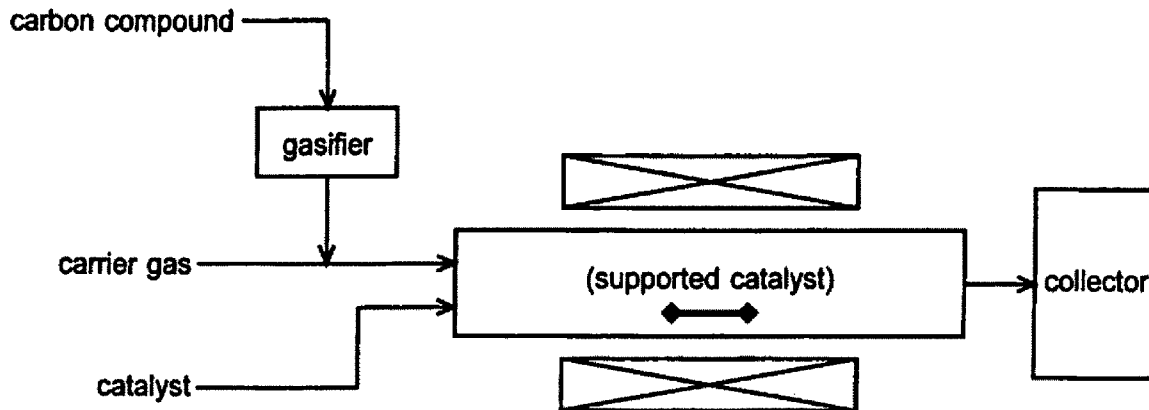 carbon compound
gasifier
carrier gas
(supported catalyst)
collector
catalyst